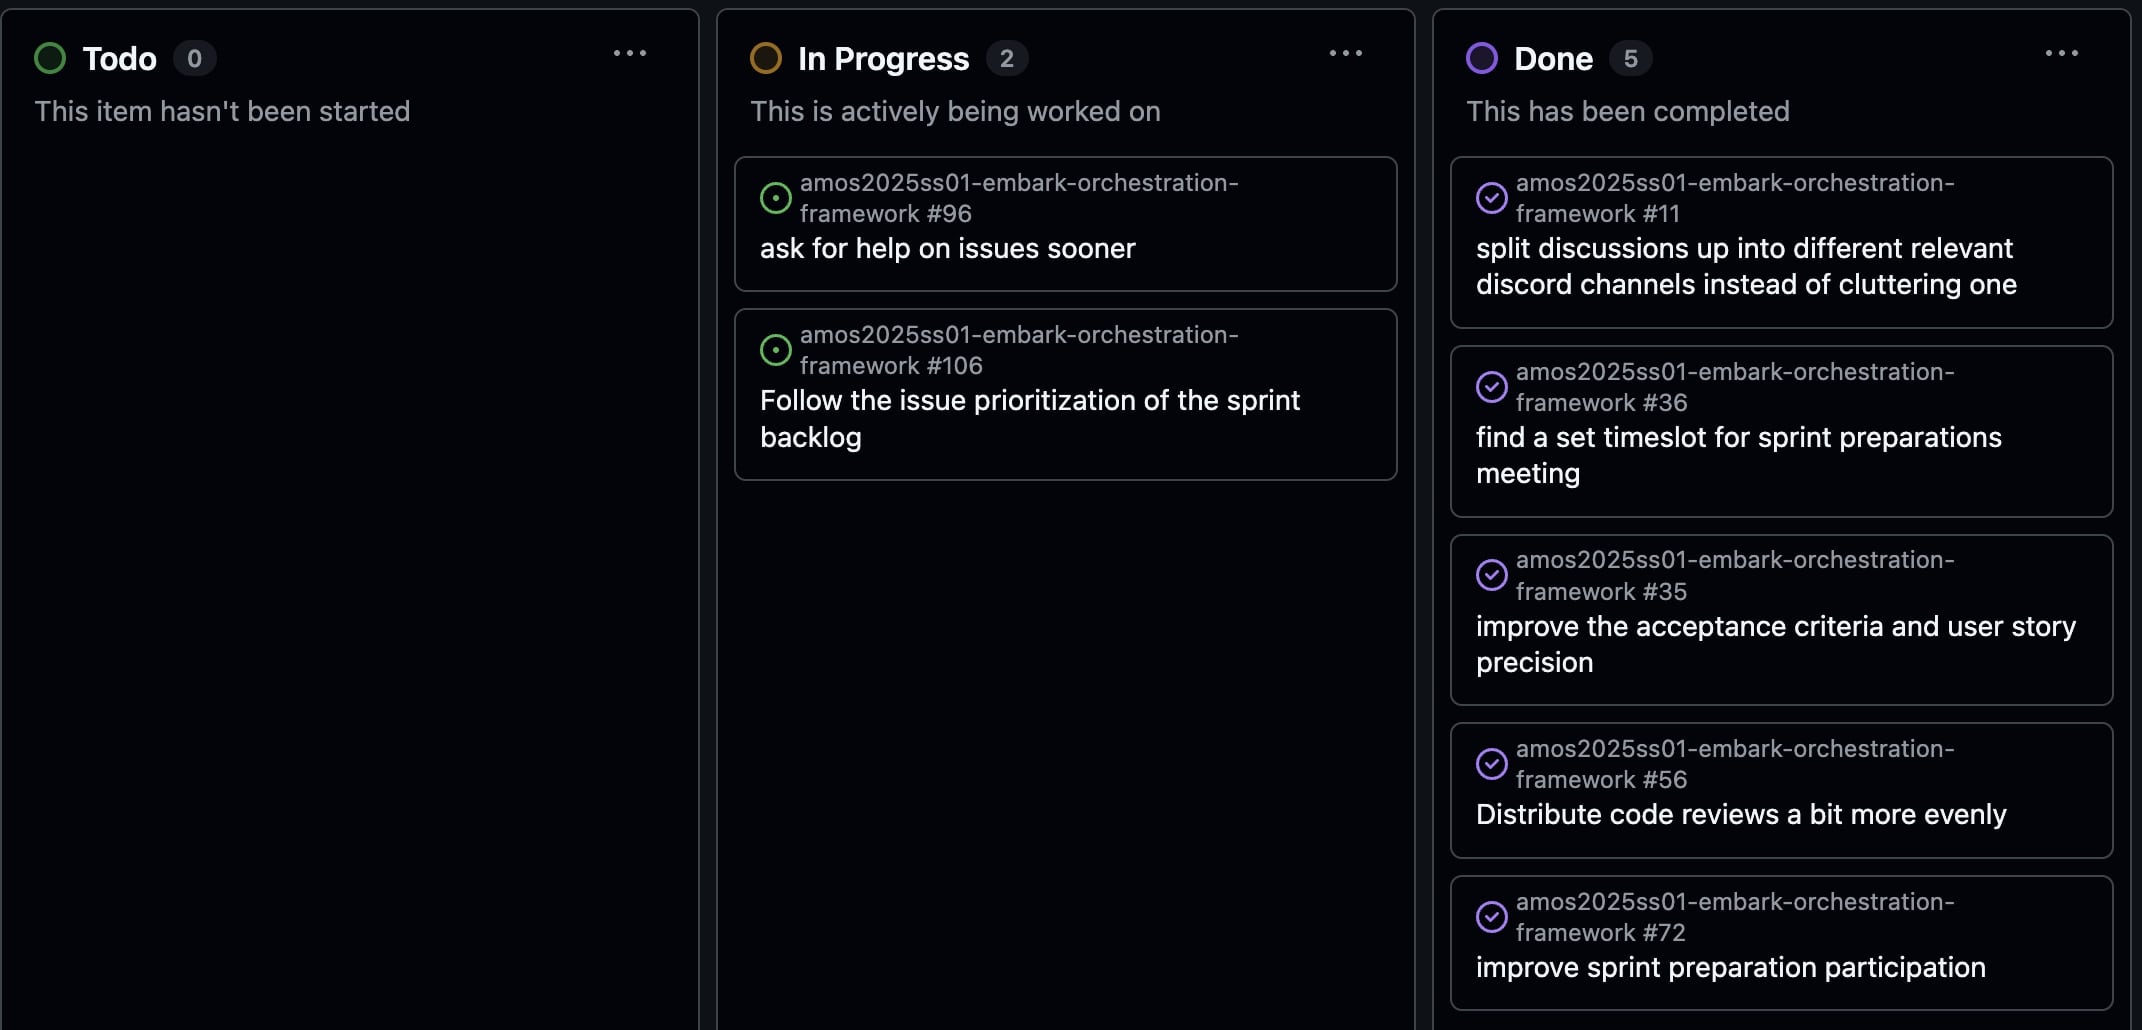 Todo 0
This item hasn't been started
In Progress 2
This is actively being worked on
amos2025ss01-embark-orchestration-
framework #96
ask for help on issues sooner
amos2025ss01-embark-orchestration-
framework #106
Follow the issue prioritization of the sprint
backlog
Done 5
This has been completed
amos2025ss01-embark-orchestration-
framework #11
split discussions up into different relevant
discord channels instead of cluttering one
amos2025ss01-embark-orchestration-
framework #36
find a set timeslot for sprint preparations
meeting
amos2025ss01-embark-orchestration-
framework #35
improve the acceptance criteria and user story
precision
amos2025ss01-embark-orchestration-
framework #56
Distribute code reviews a bit more evenly
amos2025ss01-embark-orchestration-
framework #72
improve sprint preparation participation